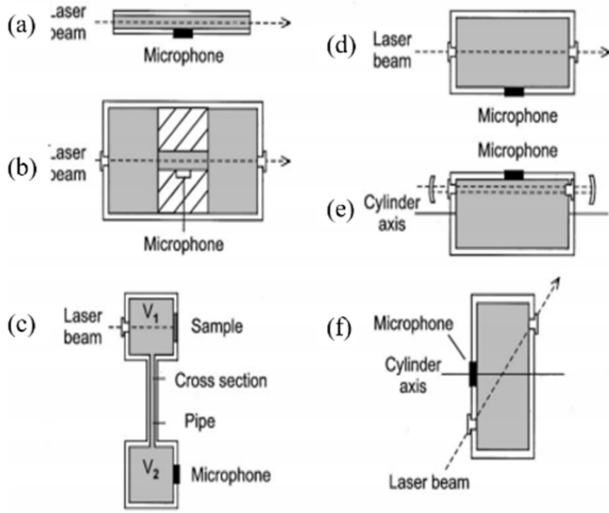 (a)
Laser
beam
Microphone
(b)
Laser
beam
Microphone
(c)
Laser
beam
V1
Sample
Cross section
Pipe
V2
Microphone
(d)
Laser
beam
Microphone
(e)
Microphone
Cylinder
axis
(f)
Microphone
Cylinder
axis
Laser beam